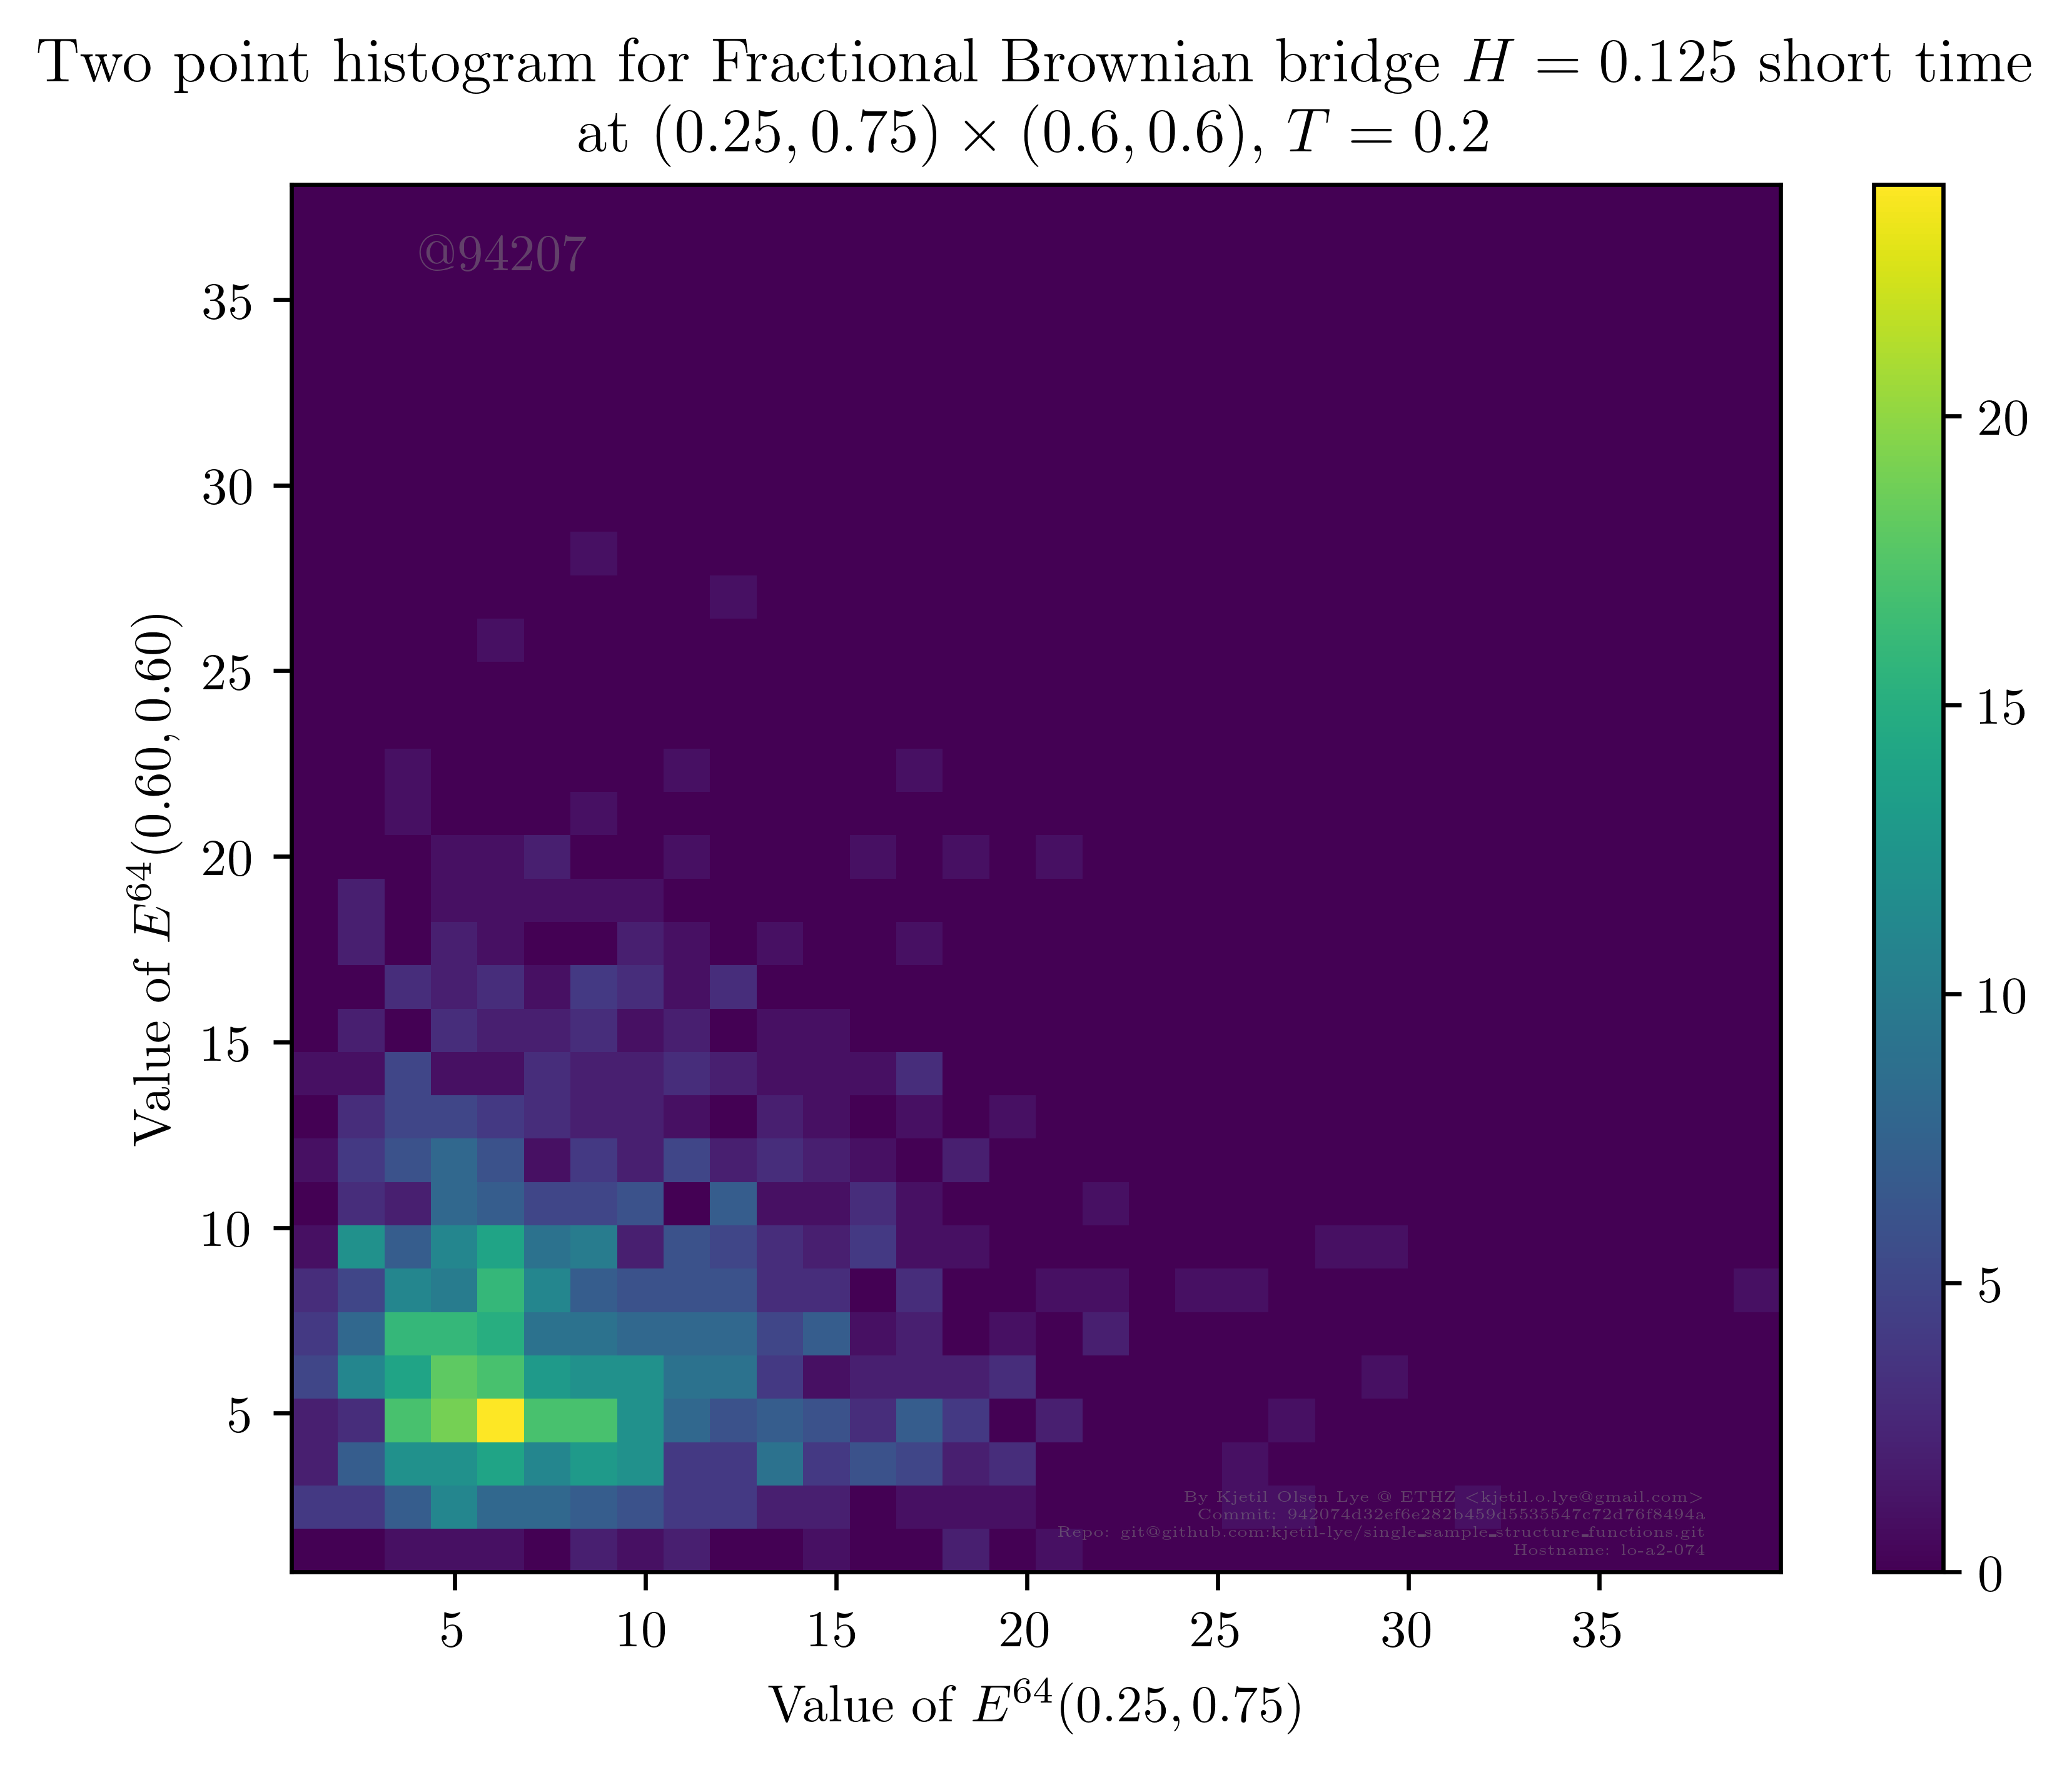 Two point histogram for Fractional Brownian bridge H = 0.125 short time
at (0.25, 0.75) × (0.6, 0.6), T = 0.2
@94207
35
30
25
20
15
10
5
Value of E^64(0.60, 0.60)
20
15
10
5
0
By Kjetil Olsen Lye @ ETHZ <kjetil.o.lye@gmail.com>
Commit: 942074d32ef6e282b459d5535547c72d76f8494a
Repo: git@github.com:kjetil-lye/single_sample_structure_functions.git
Hostname: lo-a2-074
5 10 15 20 25 30 35
Value of E^64(0.25, 0.75)